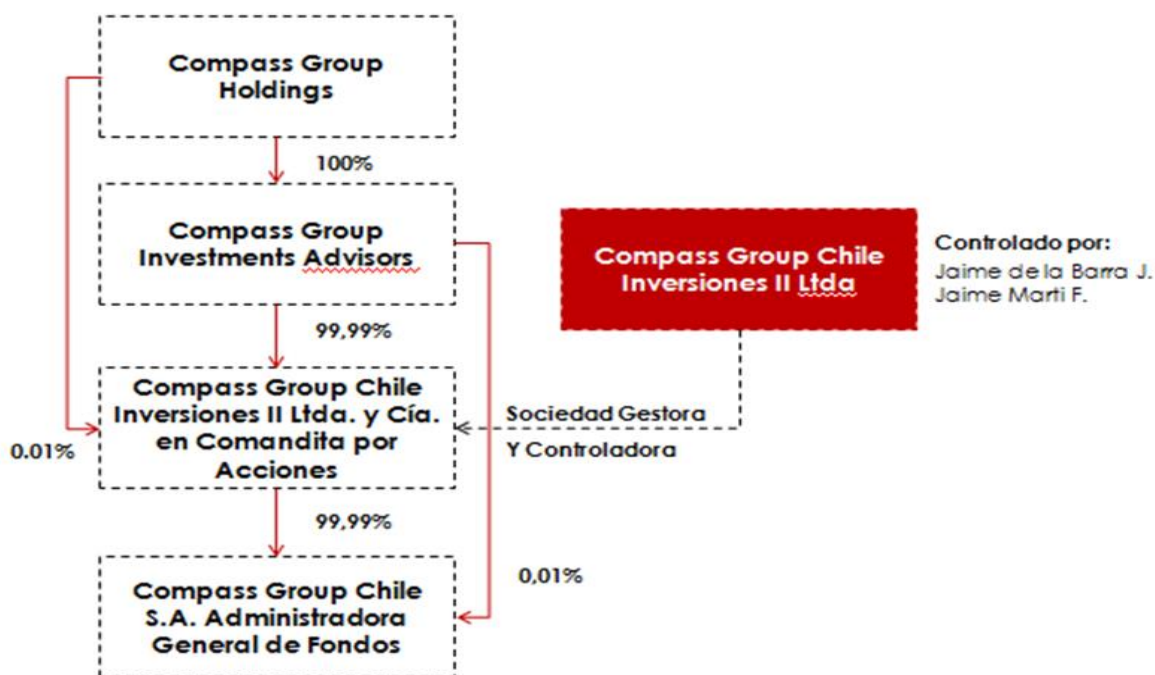 Compass Group
Holdings
100%
Compass Group
Investments Advisors
99,99%
Compass Group Chile
Inversiones II Ltda. y Cía.
en Comandita por
Acciones
0.01%
99,99%
Compass Group Chile
S.A. Administradora
General de Fondos
0,01%
Compass Group Chile
Inversiones II Ltda
Controlado por:
Jaime de la Barra J.
Jaime Marti F.
Sociedad Gestora
Y Controladora